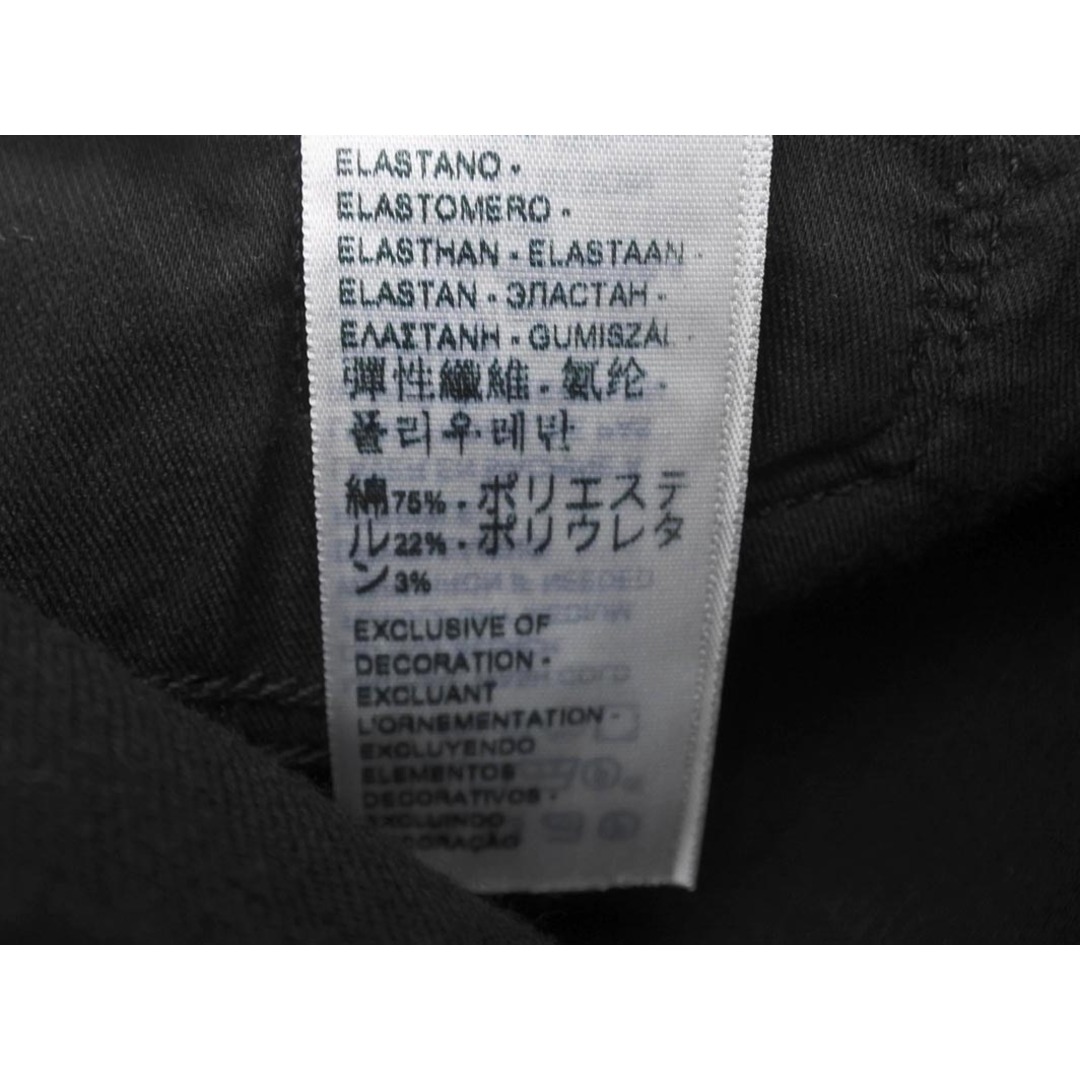 ELASTANO •
ELASTOMERO •
ELASTHAN • ELASTAAN •
ELASTAN • ЭЛАСТАН •
ΕΛΑΣΤΑΝΗ • GUMISZÁL •
彈性纖維 • 氨纶 •
폴리우레탄
綿75% • ポリエステ
ル22% • ポリウレタ
ン3%
EXCLUSIVE OF
DECORATION •
EXCLUANT
L'ORNEMENTATION •
EXCLUYENDO
ELEMENTOS
DECORATIVOS •
EXCLUINDO